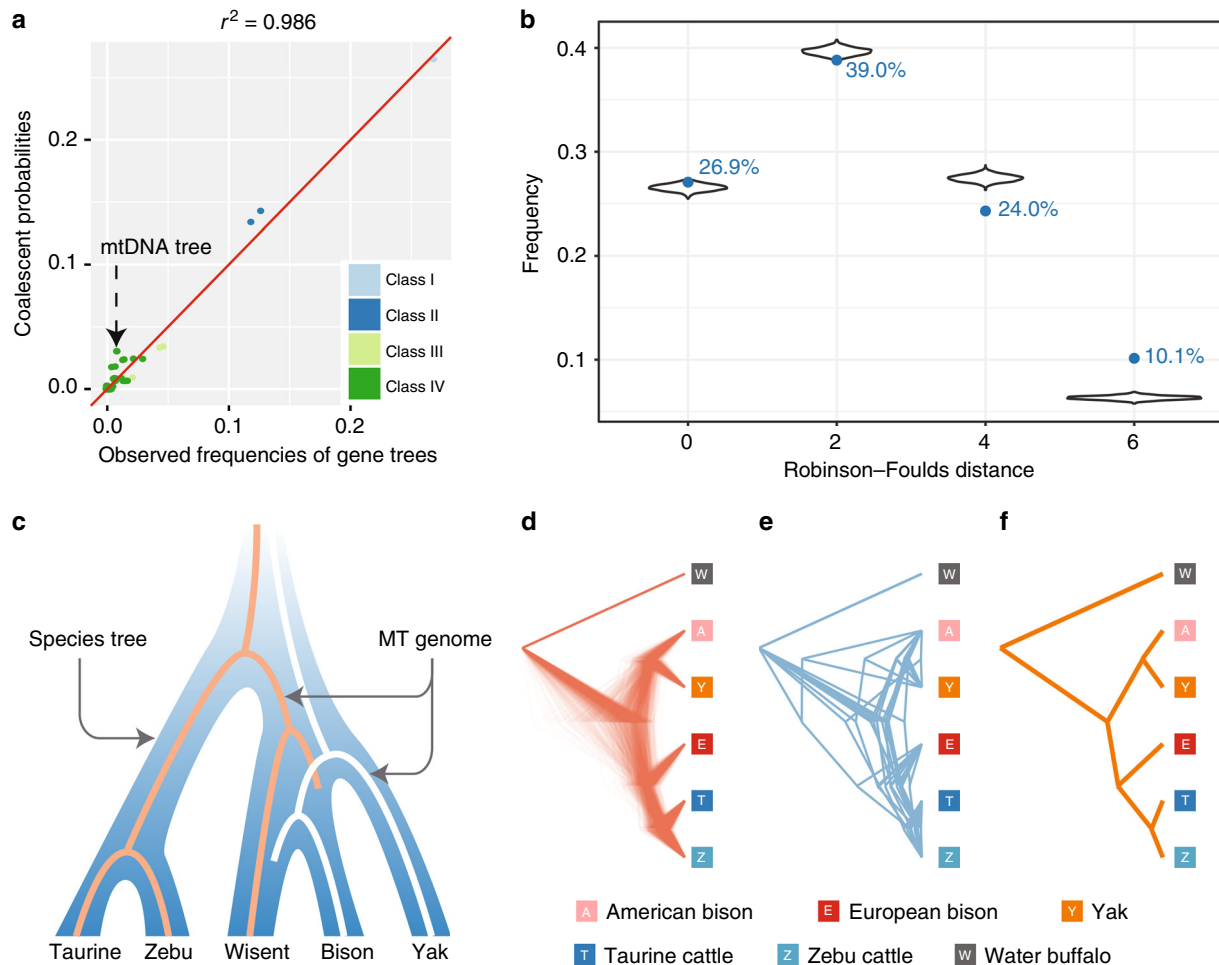 a
r² = 0.986
Coalescent probabilities
0.2
0.1
0.0
mtDNA tree
Class I
Class II
Class III
Class IV
0.0 0.1 0.2
Observed frequencies of gene trees
b
Frequency
0.4
0.3
0.2
0.1
26.9%
39.0%
24.0%
10.1%
0 2 4 6
Robinson–Foulds distance
c
Species tree
MT genome
Taurine Zebu Wisent Bison Yak
d
W
A
Y
E
T
Z
e
W
A
Y
E
T
Z
f
W
A
Y
E
T
Z
A American bison E European bison Y Yak
T Taurine cattle Z Zebu cattle W Water buffalo